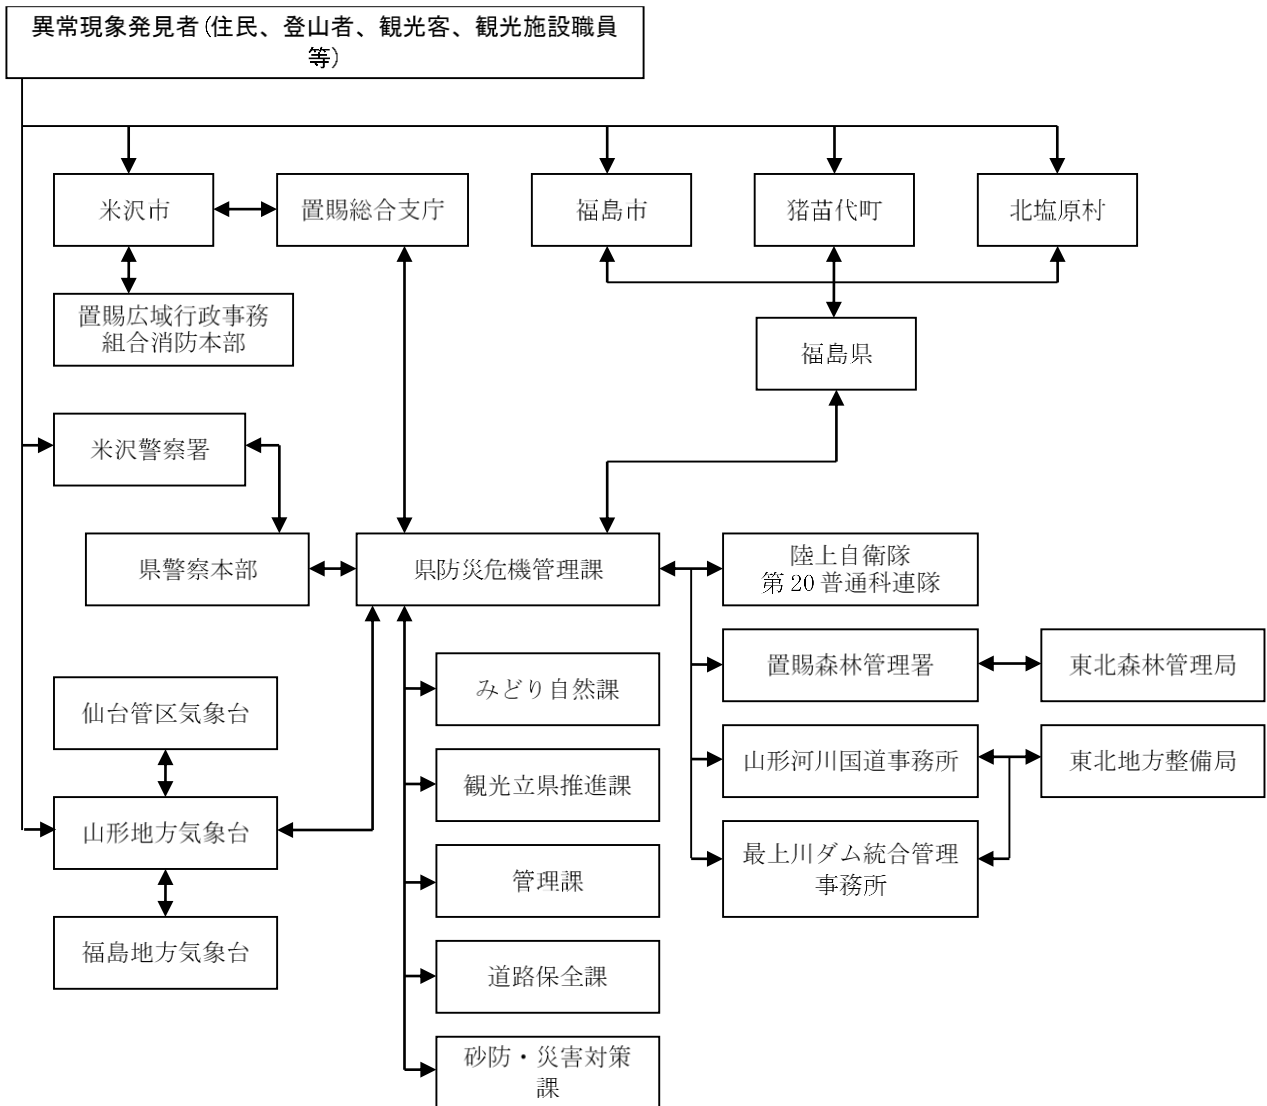 異常現象発見者(住民、登山者、観光客、観光施設職員
等)
米沢市
置賜総合支庁
福島市
猪苗代町
北塩原村
置賜広域行政事務
組合消防本部
福島県
米沢警察署
県警察本部
県防災危機管理課
陸上自衛隊
第20普通科連隊
置賜森林管理署
東北森林管理局
みどり自然課
仙台管区気象台
山形河川国道事務所
東北地方整備局
観光立県推進課
山形地方気象台
最上川ダム統合管理
事務所
管理課
福島地方気象台
道路保全課
砂防・災害対策
課